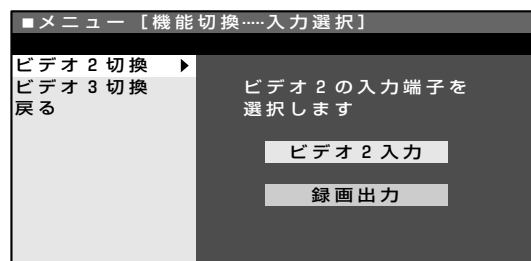 ■メニュー［機能切換┅入力選択］
ビデオ２切換
ビデオ３切換
戻る
ビデオ２の入力端子を
選択します
ビデオ２入力
録画出力